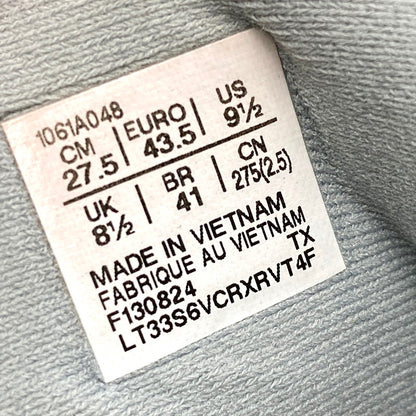 1061A048
CM | EURO | US
27.5 | 43.5 | 9½
UK | BR | CN
8½ | 41 | 275(2.5)
MADE IN VIETNAM
FABRIQUE AU VIETNAM
F130824 TX
LT33S6VCRXRVT4F